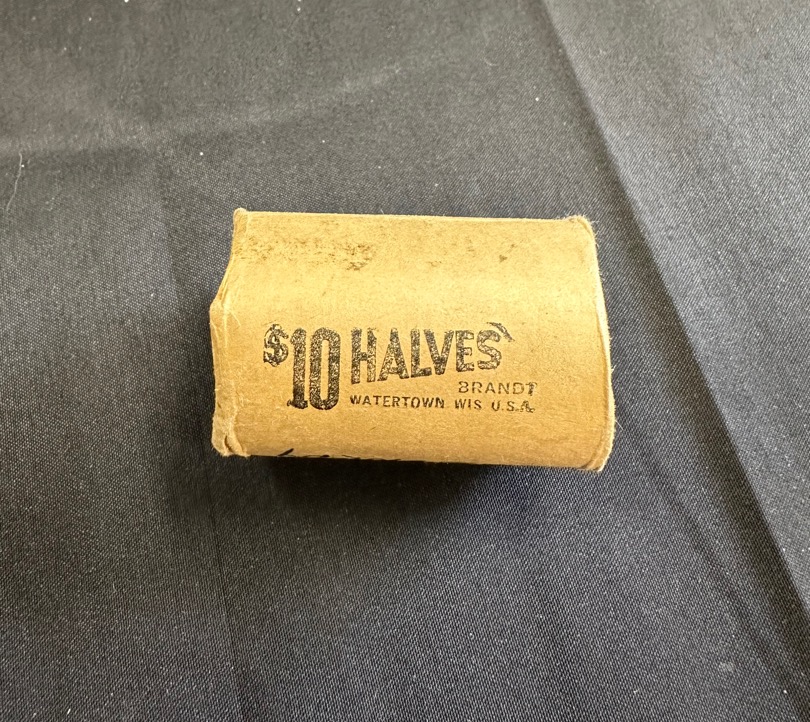 $10 HALVES
BRANDT
WATERTOWN WIS U.S.A.